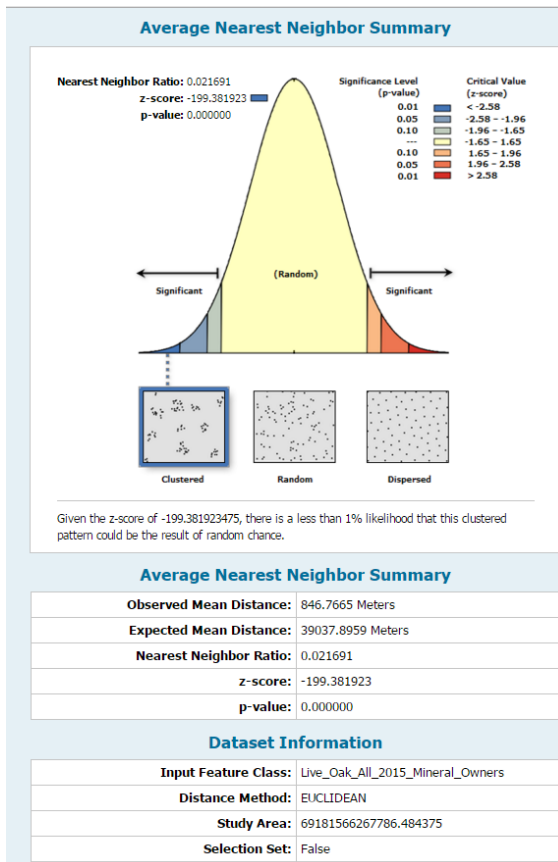 Average Nearest Neighbor Summary
Nearest Neighbor Ratio: 0.021691
z-score: -199.381923
p-value: 0.000000
Significance Level (p-value)
Critical Value (z-score)
0.01 < -2.58
0.05 -2.58 – -1.96
0.10 -1.96 – -1.65
--- -1.65 – 1.65
0.10 1.65 – 1.96
0.05 1.96 – 2.58
0.01 > 2.58
(Random)
Significant
Significant
Clustered
Random
Dispersed
Given the z-score of -199.381923475, there is a less than 1% likelihood that this clustered
pattern could be the result of random chance.
Average Nearest Neighbor Summary
Observed Mean Distance: 846.7665 Meters
Expected Mean Distance: 39037.8959 Meters
Nearest Neighbor Ratio: 0.021691
z-score: -199.381923
p-value: 0.000000
Dataset Information
Input Feature Class: Live_Oak_All_2015_Mineral_Owners
Distance Method: EUCLIDEAN
Study Area: 69181566267786.484375
Selection Set: False